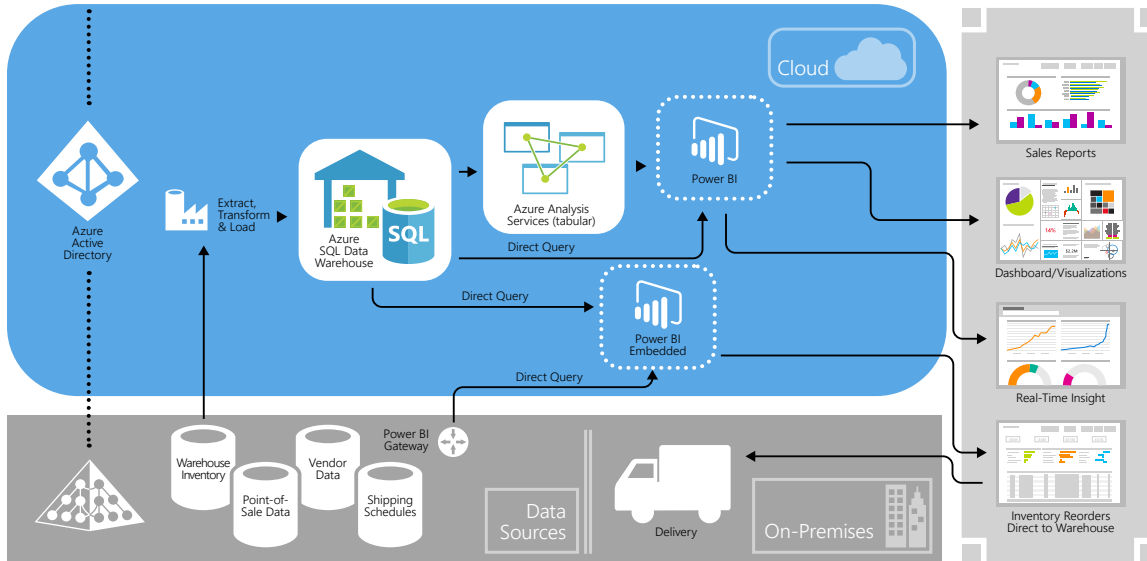 Cloud
Azure
Active
Directory
Extract,
Transform
& Load
SQL
Azure
SQL Data
Warehouse
Azure Analysis
Services (tabular)
Power BI
Direct Query
Direct Query
Power BI
Embedded
Direct Query
Power BI
Gateway
Warehouse
Inventory
Point-of-
Sale Data
Vendor
Data
Shipping
Schedules
Data
Sources
Delivery
On-Premises
Sales Reports
14%
$2.2M
Dashboard/Visualizations
Real-Time Insight
Inventory Reorders
Direct to Warehouse